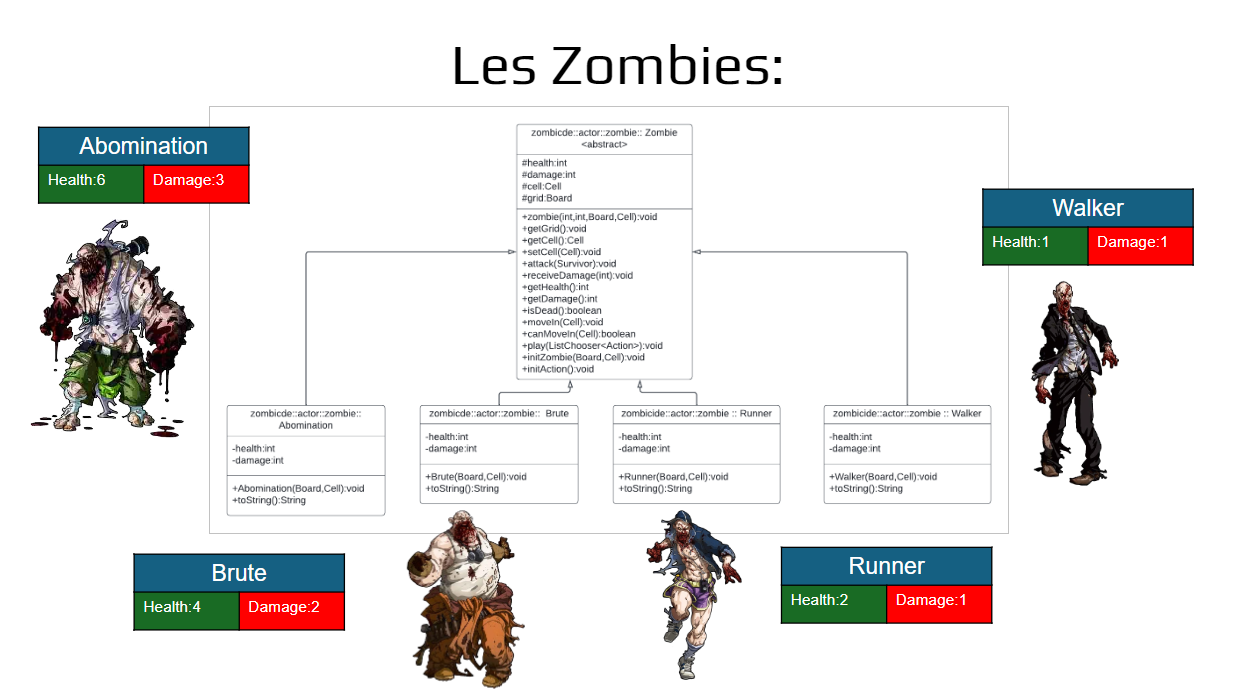 Les Zombies:
Abomination
Health:6 Damage:3
zombicde::actor::zombie:: Zombie
<abstract>
#health:int
#damage:int
#cell:Cell
#grid:Board
+zombie(int,int,Board,Cell):void
+getGrid():void
+getCell():Cell
+setCell(Cell):void
+attack(Survivor):void
+receiveDamage(int):void
+getHealth():int
+getDamage():int
+isDead():boolean
+moveIn(Cell):void
+canMoveIn(Cell):boolean
+play(ListChooser<Action>):void
+initZombie(Board,Cell):void
+initAction():void
Walker
Health:1 Damage:1
zombicde::actor::zombie::
Abomination
-health:int
-damage:int
+Abomination(Board,Cell):void
+toString():String
zombicde::actor::zombie:: Brute
-health:int
-damage:int
+Brute(Board,Cell):void
+toString():String
zombicide::actor::zombie :: Runner
-health:int
-damage:int
+Runner(Board,Cell):void
+toString():String
zombicide::actor::zombie :: Walker
-health:int
-damage:int
+Walker(Board,Cell):void
+toString():String
Brute
Health:4 Damage:2
Runner
Health:2 Damage:1